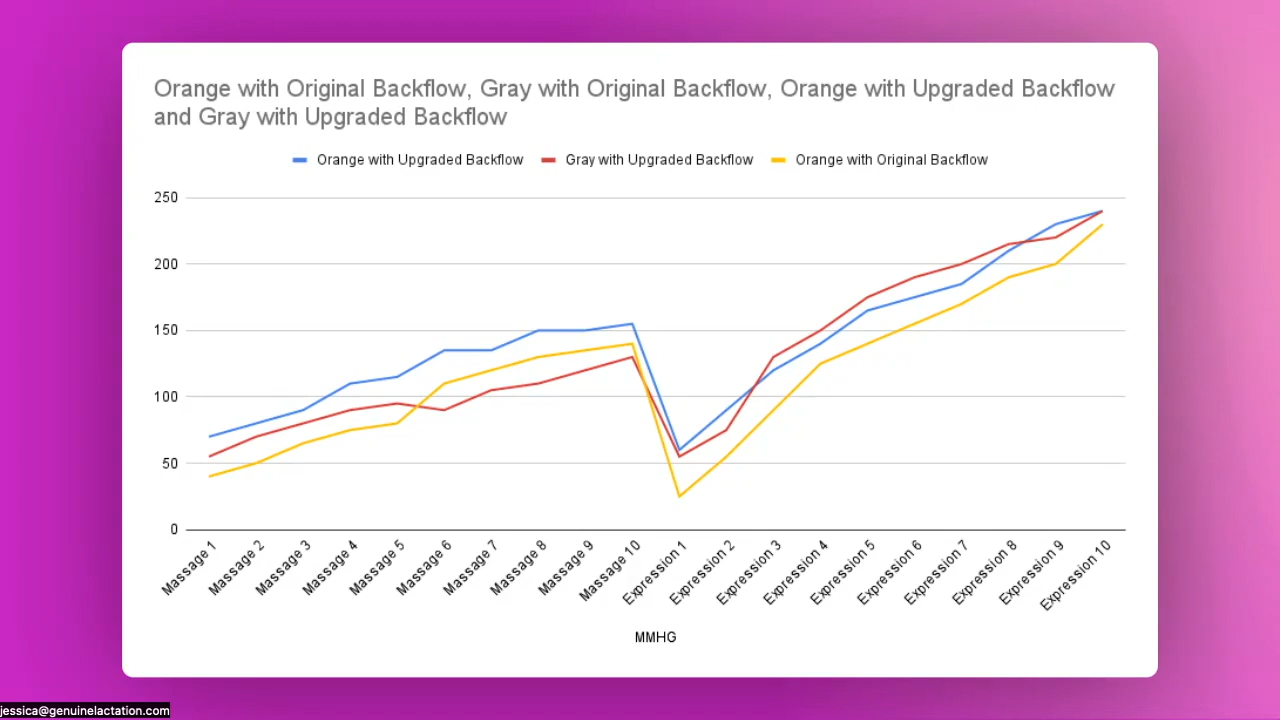 Orange with Original Backflow, Gray with Original Backflow, Orange with Upgraded Backflow
and Gray with Upgraded Backflow
Orange with Upgraded Backflow
Gray with Upgraded Backflow
Orange with Original Backflow
250
200
150
100
50
0
Massage 1
Massage 2
Massage 3
Massage 4
Massage 5
Massage 6
Massage 7
Massage 8
Massage 9
Massage 10
Expression 1
Expression 2
Expression 3
Expression 4
Expression 5
Expression 6
Expression 7
Expression 8
Expression 9
Expression 10
MMHG
jessica@genuinelactation.com